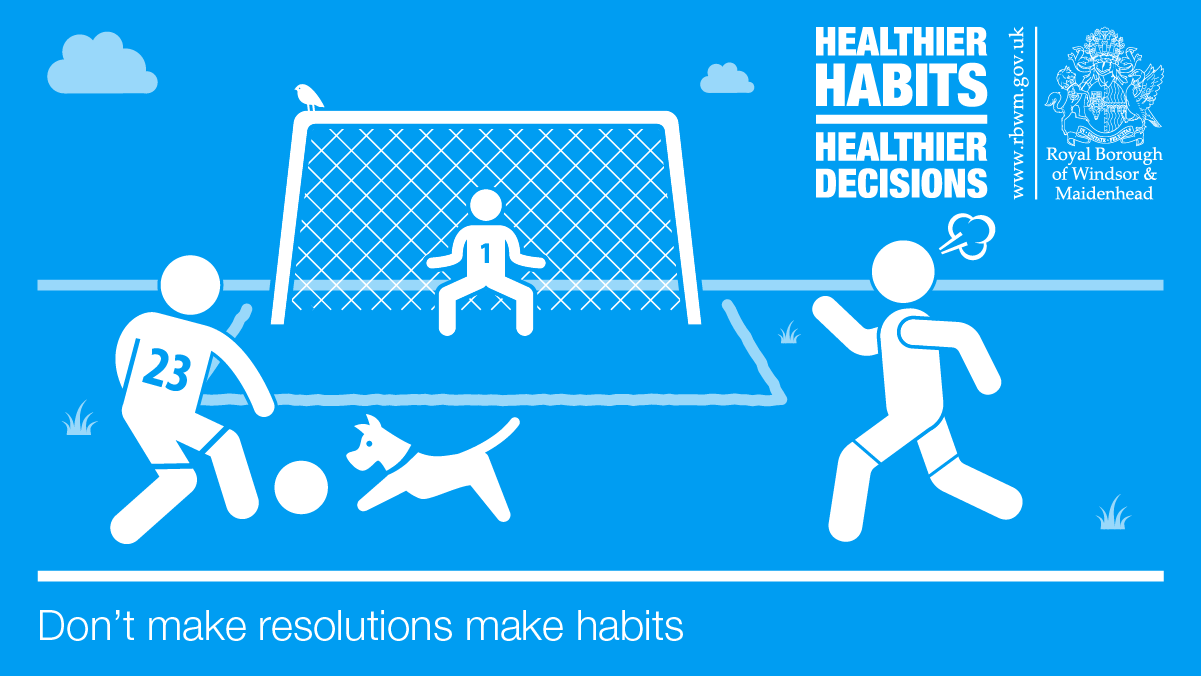 HEALTHIER
HABITS
HEALTHIER
DECISIONS
www.rbwm.gov.uk
Royal Borough
of Windsor &
Maidenhead
1
23
Don't make resolutions make habits